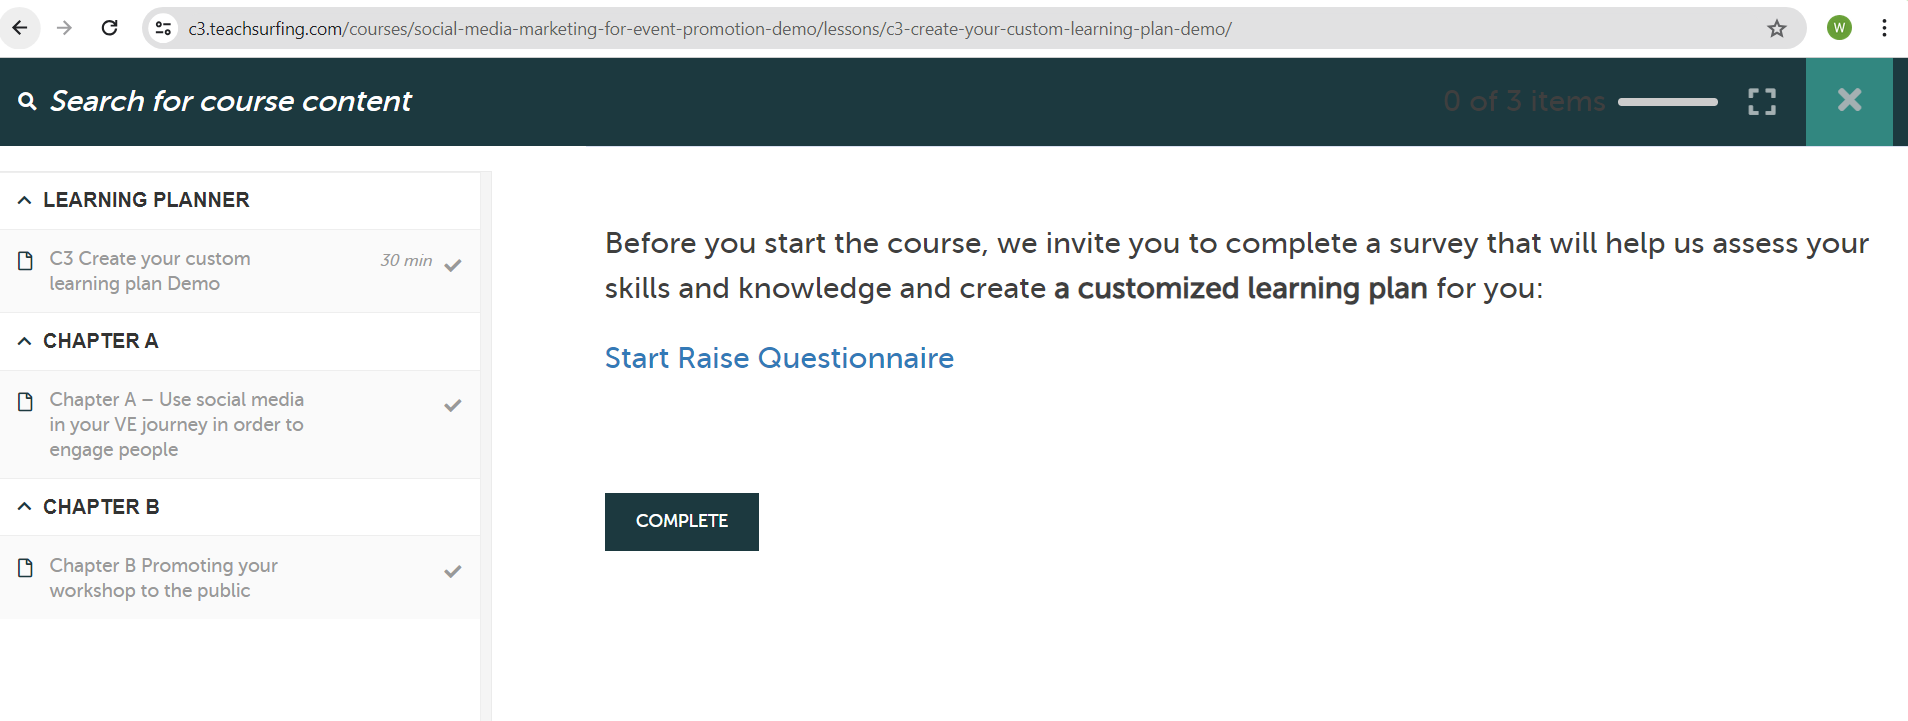 c3.teachsurfing.com/courses/social-media-marketing-for-event-promotion-demo/lessons/c3-create-your-custom-learning-plan-demo/
W
Search for course content
0 of 3 items
LEARNING PLANNER
C3 Create your custom
learning plan Demo
30 min
CHAPTER A
Chapter A – Use social media
in your VE journey in order to
engage people
CHAPTER B
Chapter B Promoting your
workshop to the public
Before you start the course, we invite you to complete a survey that will help us assess your
skills and knowledge and create a customized learning plan for you:
Start Raise Questionnaire
COMPLETE